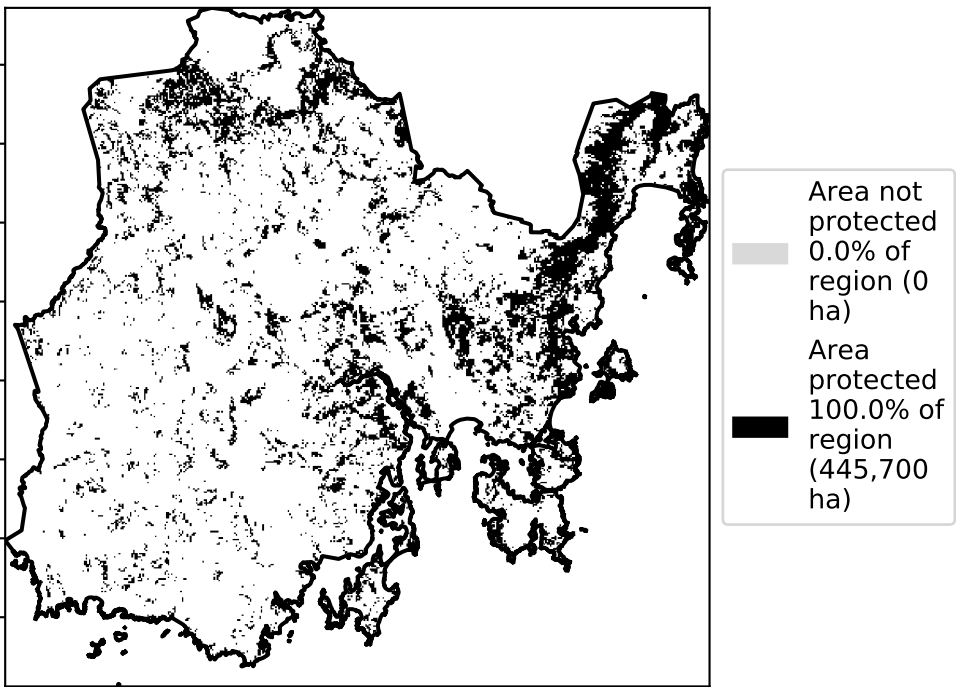 Area not
protected
0.0% of
region (0
ha)
Area
protected
100.0% of
region
(445,700
ha)